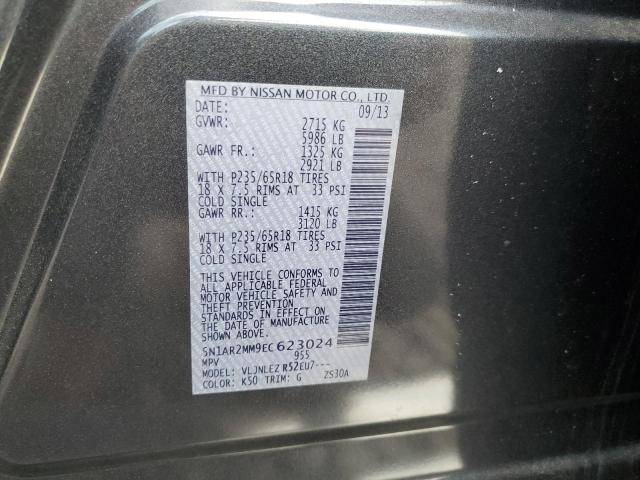 MFD BY NISSAN MOTOR CO., LTD.
DATE: 09/13
GVWR: 2715 KG
5986 LB
GAWR FR.: 1325 KG
2921 LB
WITH P235/65R18 TIRES
18 X 7.5 RIMS AT 33 PSI
COLD SINGLE
GAWR RR.: 1415 KG
3120 LB
WITH P235/65R18 TIRES
18 X 7.5 RIMS AT 33 PSI
COLD SINGLE
THIS VEHICLE CONFORMS TO
ALL APPLICABLE FEDERAL
MOTOR VEHICLE SAFETY AND
THEFT PREVENTION
STANDARDS IN EFFECT ON
THE DATE OF MANUFACTURE
SHOWN ABOVE.
5N1AR2MM9EC623024
MPV 955
MODEL: VLJNLEZ R52EU7---
COLOR: K50 TRIM: G ZS30A